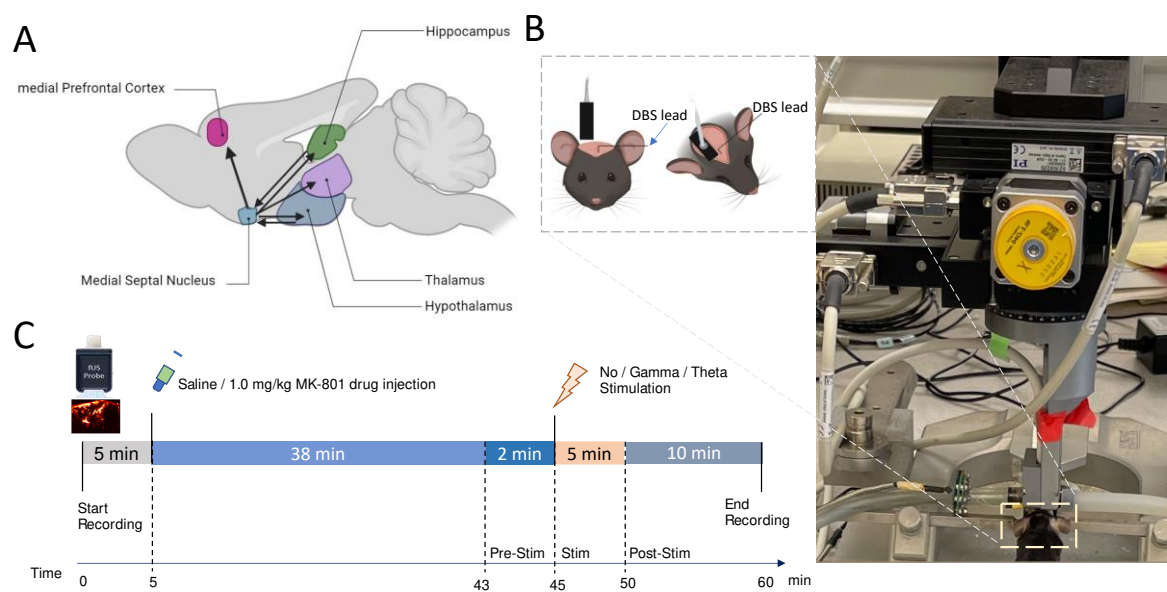 A
Hippocampus
medial Prefrontal Cortex
Medial Septal Nucleus
Thalamus
Hypothalamus
B
DBS lead
DBS lead
PI
C
fUS
Probe
Saline / 1.0 mg/kg MK-801 drug injection
No / Gamma / Theta
Stimulation
5 min
38 min
2 min
5 min
10 min
Start
Recording
End
Recording
Pre-Stim
Stim
Post-Stim
Time
0
5
43
45
50
60
min